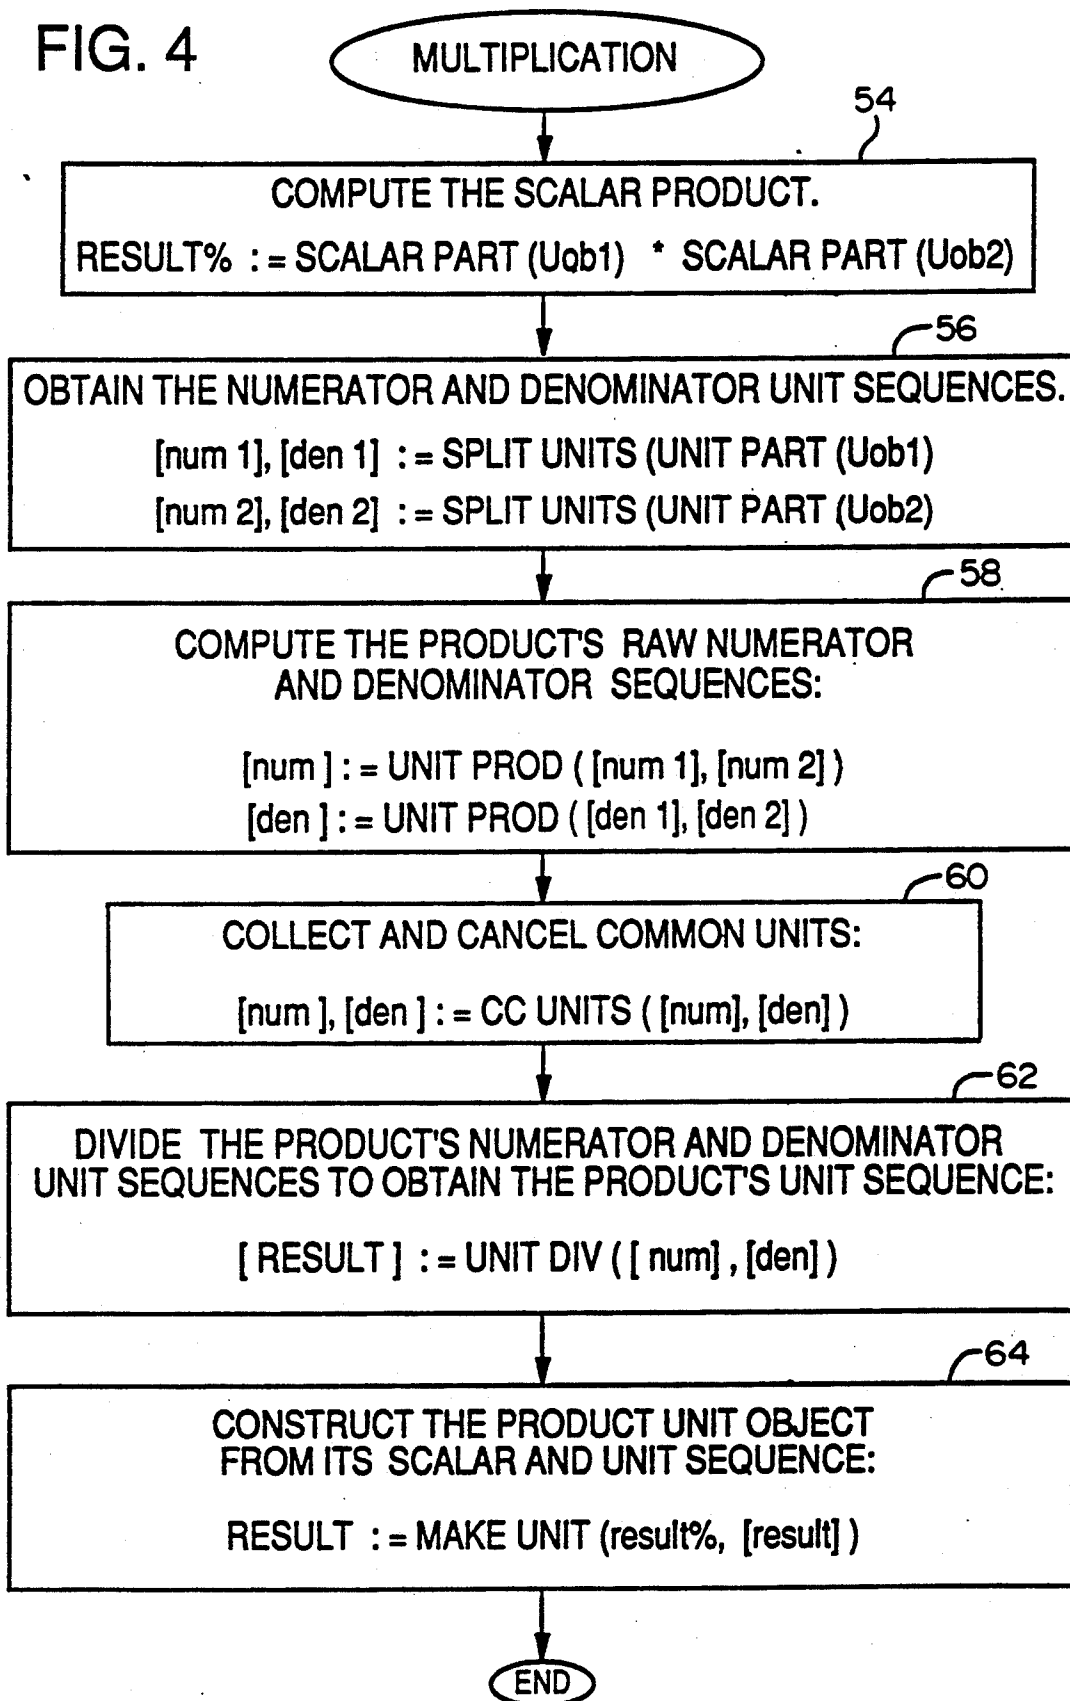 FIG. 4
MULTIPLICATION
54
COMPUTE THE SCALAR PRODUCT.
RESULT% := SCALAR PART (Uob1) * SCALAR PART (Uob2)
56
OBTAIN THE NUMERATOR AND DENOMINATOR UNIT SEQUENCES.
[num 1], [den 1] := SPLIT UNITS (UNIT PART (Uob1)
[num 2], [den 2] := SPLIT UNITS (UNIT PART (Uob2)
58
COMPUTE THE PRODUCT'S RAW NUMERATOR
AND DENOMINATOR SEQUENCES:
[num ] := UNIT PROD ( [num 1], [num 2] )
[den ] := UNIT PROD ( [den 1], [den 2] )
60
COLLECT AND CANCEL COMMON UNITS:
[num ], [den ] := CC UNITS ( [num], [den] )
62
DIVIDE THE PRODUCT'S NUMERATOR AND DENOMINATOR
UNIT SEQUENCES TO OBTAIN THE PRODUCT'S UNIT SEQUENCE:
[ RESULT ] := UNIT DIV ( [ num] , [den] )
64
CONSTRUCT THE PRODUCT UNIT OBJECT
FROM ITS SCALAR AND UNIT SEQUENCE:
RESULT := MAKE UNIT (result%, [result] )
END